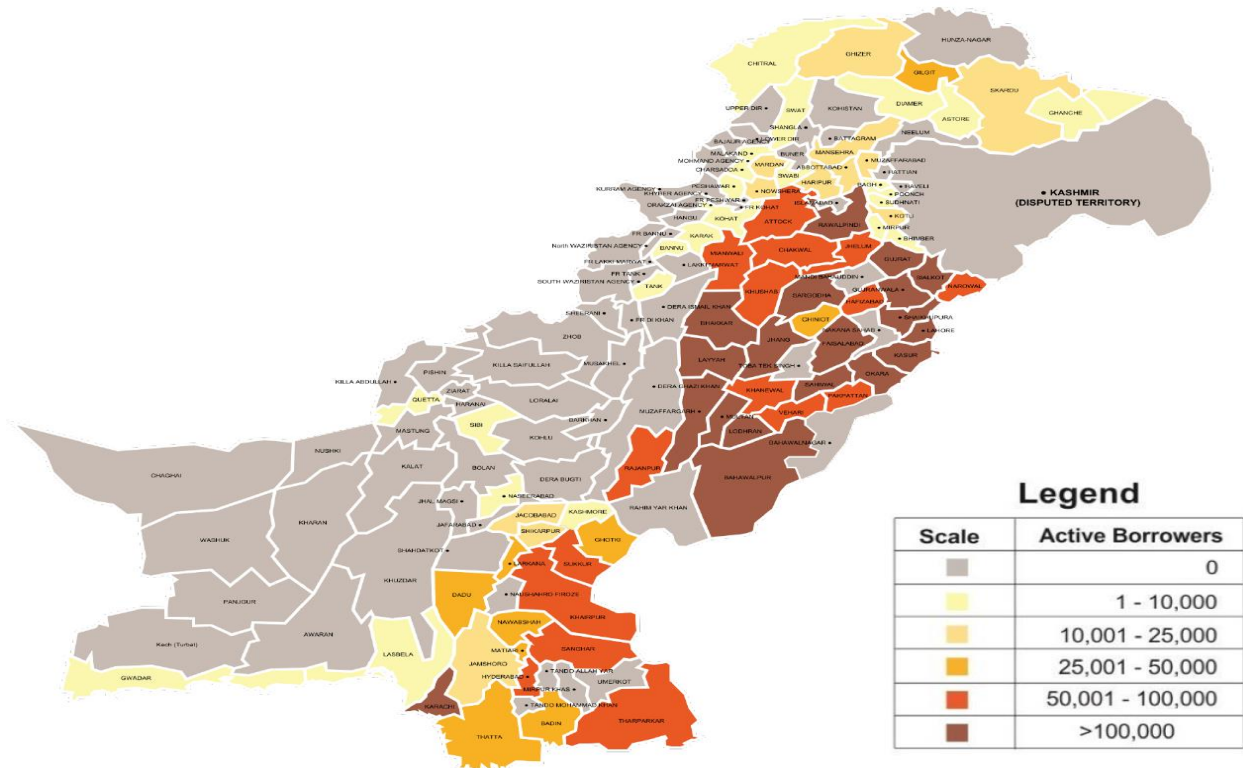 HUNZA-NAGAR
GHIZER
CHITRAL
GILGIT
SKARDU
DIAMER
GHANCHE
ASTORE
UPPER DIR
SWAT
KOHISTAN
SHANGLA
LOWER DIR
BATTAGRAM
NEELUM
BAJAUR AGENCY
MALAKAND
BUNER
MANSEHRA
MOHMAND AGENCY
MARDAN
ABBOTTABAD
MUZAFFARABAD
CHARSADDA
SWABI
HATTIAN
PESHAWAR
HARIPUR
BAGH
HAVELI
KURRAM AGENCY
KHYBER AGENCY
NOWSHERA
POONCH
KASHMIR
(DISPUTED TERRITORY)
FR PESHAWAR
ORAKZAI AGENCY
FR KOHAT
ISLAMABAD
SUDHNATI
HANGU
KOHAT
ATTOCK
RAWALPINDI
KOTLI
FR BANNU
KARAK
MIRPUR
North WAZIRISTAN AGENCY
BANNU
BHIMBER
FR LAKKI MARWAT
LAKKI MARWAT
MIANWALI
CHAKWAL
JHELUM
GUJRAT
FR TANK
SOUTH WAZIRISTAN AGENCY
TANK
KHUSHAB
MANDI BAHAUDDIN
SIALKOT
NAROWAL
SARGODHA
GUJRANWALA
HAFIZABAD
SHEERANI
DERA ISMAIL KHAN
FR DI KHAN
BHAKKAR
CHINIOT
SHAIKHUPURA
NAKANA SAHAB
LAHORE
ZHOB
JHANG
FAISALABAD
KASUR
KILLA SAIFULLAH
MUSAKHEL
LAYYAH
TOBA TEK SINGH
OKARA
PISHIN
KILLA ABDULLAH
ZIARAT
LORALAI
DERA GHAZI KHAN
KHANEWAL
SAHIWAL
PAKPATTAN
QUETTA
HARANAI
BARKHAN
MUZAFFARGARH
MULTAN
VEHARI
MASTUNG
SIBI
KOHLU
LODHRAN
BAHAWALNAGAR
NUSHKI
KALAT
BOLAN
RAJANPUR
BAHAWALPUR
CHAGHAI
DERA BUGTI
NASEERABAD
RAHIM YAR KHAN
KHARAN
JHAL MAGSI
JACOBABAD
KASHMORE
JAFARABAD
SHIKARPUR
WASHUK
SHAHDATKOT
GHOTKI
LARKANA
SUKKUR
KHUZDAR
PANJGUR
DADU
NAUSHAHRO FIROZE
KHAIRPUR
AWARAN
NAWABSHAH
Kech (Turbat)
LASBELA
MATIARI
SANGHAR
GWADAR
JAMSHORO
TANDO ALLAH YAR
HYDERABAD
UMERKOT
MIRPUR KHAS
KARACHI
TANDO MOHAMMAD KHAN
BADIN
THARPARKAR
THATTA
Legend
Scale Active Borrowers
0
1 - 10,000
10,001 - 25,000
25,001 - 50,000
50,001 - 100,000
>100,000